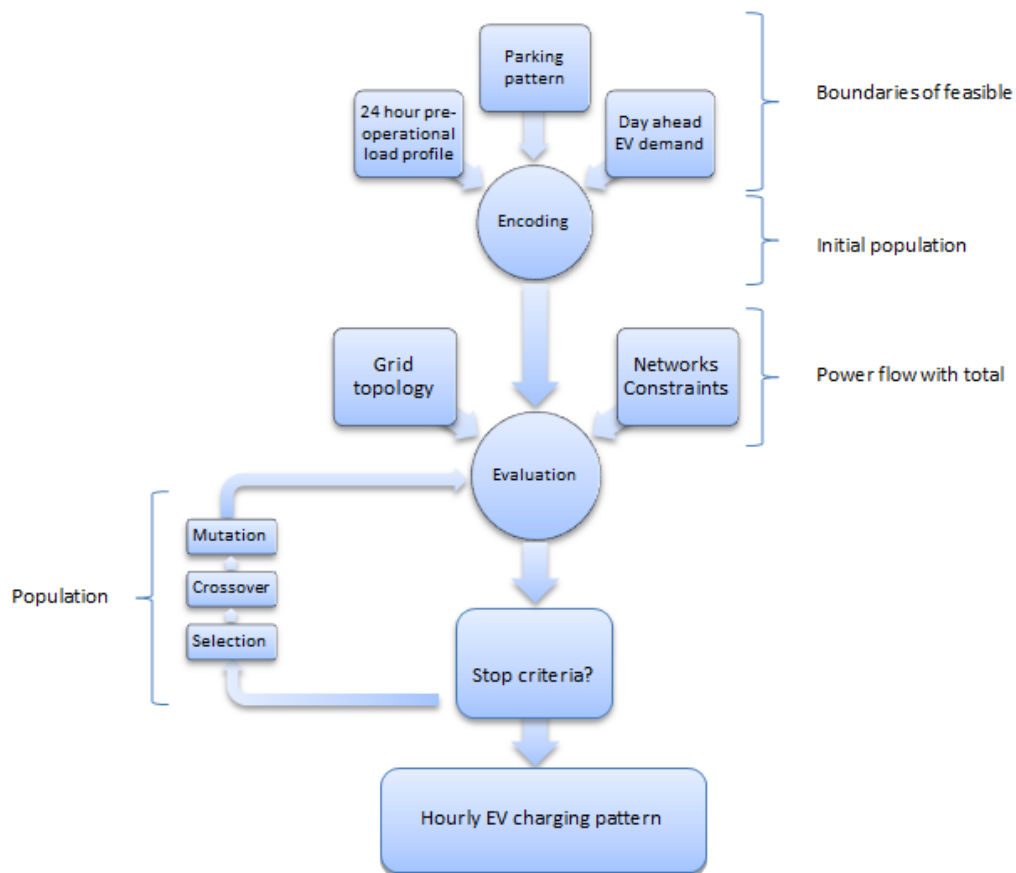 Parking
pattern
24 hour pre-
operational
load profile
Day ahead
EV demand
Boundaries of feasible
Encoding
Initial population
Grid
topology
Networks
Constraints
Power flow with total
Evaluation
Mutation
Crossover
Selection
Population
Stop criteria?
Hourly EV charging pattern